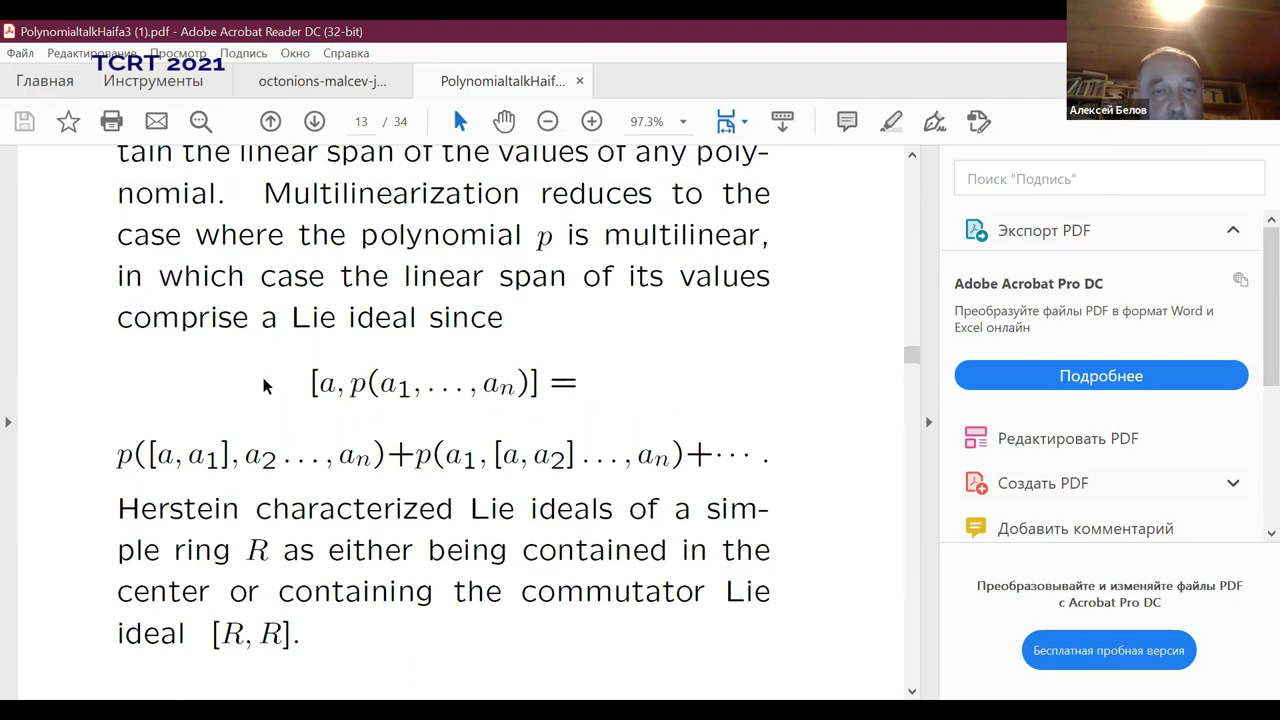 PolynomialtalkHaifa3 (1).pdf - Adobe Acrobat Reader DC (32-bit)
Файл Редактирование Просмотр Подпись Окно Справка
TCRT 2021
Главная Инструменты octonions-malcev-j... PolynomialtalkHaif... ×
13 / 34 97.3%
Алексей Белов
tain the linear span of the values of any poly-
nomial. Multilinearization reduces to the
case where the polynomial p is multilinear,
in which case the linear span of its values
comprise a Lie ideal since
[a, p(a₁, . . . , aₙ)] =
p([a, a₁], a₂ . . . , aₙ)+p(a₁, [a, a₂] . . . , aₙ)+· · · .
Herstein characterized Lie ideals of a sim-
ple ring R as either being contained in the
center or containing the commutator Lie
ideal [R, R].
Поиск "Подпись"
Экспорт PDF
Adobe Acrobat Pro DC
Преобразуйте файлы PDF в формат Word и
Excel онлайн
Подробнее
Редактировать PDF
Создать PDF
Добавить комментарий
Преобразовывайте и изменяйте файлы PDF
с Acrobat Pro DC
Бесплатная пробная версия